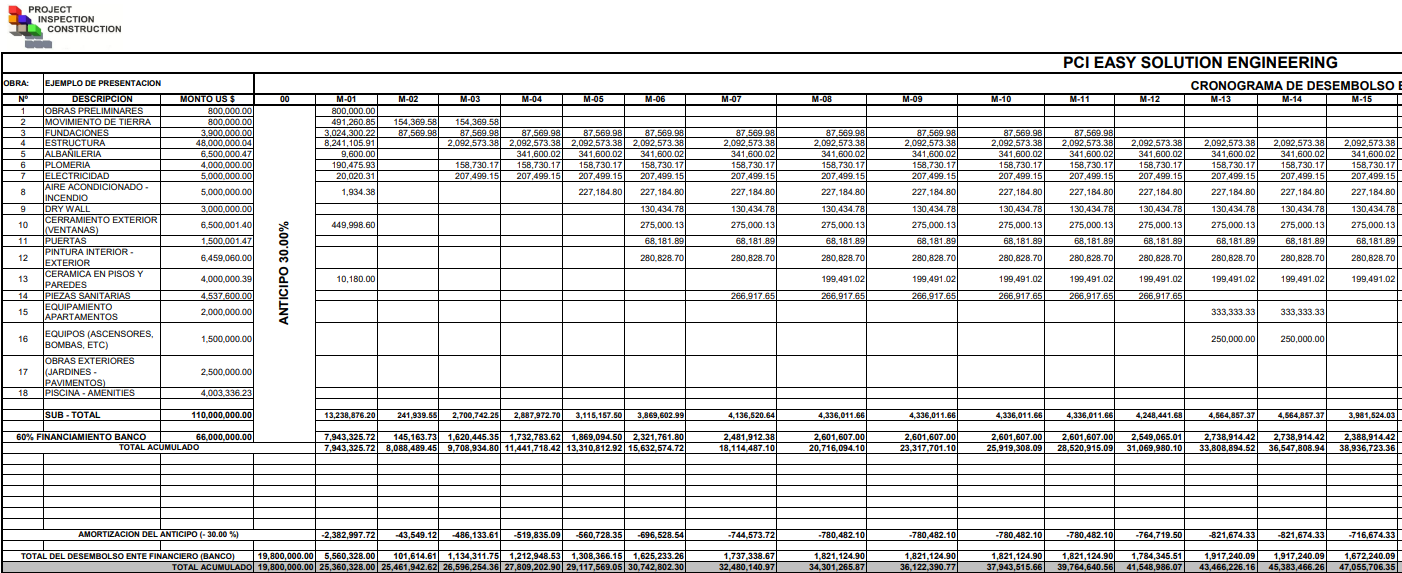 PROJECT
INSPECTION
CONSTRUCTION
PCI EASY SOLUTION ENGINEERING
OBRA: EJEMPLO DE PRESENTACION
CRONOGRAMA DE DESEMBOLSO E
Nº DESCRIPCION MONTO US $ 00 M-01 M-02 M-03 M-04 M-05 M-06 M-07 M-08 M-09 M-10 M-11 M-12 M-13 M-14 M-15
ANTICIPO 30.00%
1 OBRAS PRELIMINARES 800,000.00 800,000.00
2 MOVIMIENTO DE TIERRA 800,000.00 491,260.85 154,369.58 154,369.58
3 FUNDACIONES 3,900,000.00 3,024,300.22 87,569.98 87,569.98 87,569.98 87,569.98 87,569.98 87,569.98 87,569.98 87,569.98 87,569.98 87,569.98
4 ESTRUCTURA 48,000,000.04 8,241,105.91 2,092,573.38 2,092,573.38 2,092,573.38 2,092,573.38 2,092,573.38 2,092,573.38 2,092,573.38 2,092,573.38 2,092,573.38 2,092,573.38 2,092,573.38 2,092,573.38 2,092,573.38
5 ALBAÑILERIA 6,500,000.47 9,600.00 341,600.02 341,600.02 341,600.02 341,600.02 341,600.02 341,600.02 341,600.02 341,600.02 341,600.02 341,600.02 341,600.02 341,600.02
6 PLOMERIA 4,000,000.00 190,475.93 158,730.17 158,730.17 158,730.17 158,730.17 158,730.17 158,730.17 158,730.17 158,730.17 158,730.17 158,730.17 158,730.17 158,730.17 158,730.17
7 ELECTRICIDAD 5,000,000.00 20,020.31 207,499.15 207,499.15 207,499.15 207,499.15 207,499.15 207,499.15 207,499.15 207,499.15 207,499.15 207,499.15 207,499.15 207,499.15 207,499.15
AIRE ACONDICIONADO -
8 INCENDIO 5,000,000.00 1,934.38 227,184.80 227,184.80 227,184.80 227,184.80 227,184.80 227,184.80 227,184.80 227,184.80 227,184.80 227,184.80 227,184.80
9 DRY WALL 3,000,000.00 130,434.78 130,434.78 130,434.78 130,434.78 130,434.78 130,434.78 130,434.78 130,434.78 130,434.78 130,434.78
CERRAMIENTO EXTERIOR
10 (VENTANAS) 6,500,001.40 449,998.60 275,000.13 275,000.13 275,000.13 275,000.13 275,000.13 275,000.13 275,000.13 275,000.13 275,000.13 275,000.13
11 PUERTAS 1,500,001.47 68,181.89 68,181.89 68,181.89 68,181.89 68,181.89 68,181.89 68,181.89 68,181.89 68,181.89 68,181.89
PINTURA INTERIOR -
12 EXTERIOR 6,459,060.00 280,828.70 280,828.70 280,828.70 280,828.70 280,828.70 280,828.70 280,828.70 280,828.70 280,828.70 280,828.70
CERAMICA EN PISOS Y
13 PAREDES 4,000,000.39 10,180.00 199,491.02 199,491.02 199,491.02 199,491.02 199,491.02 199,491.02 199,491.02 199,491.02
14 PIEZAS SANITARIAS 4,537,600.00 266,917.65 266,917.65 266,917.65 266,917.65 266,917.65 266,917.65
EQUIPAMIENTO
15 APARTAMENTOS 2,000,000.00 333,333.33 333,333.33
16 EQUIPOS (ASCENSORES,
BOMBAS, ETC) 1,500,000.00 250,000.00 250,000.00
OBRAS EXTERIORES
17 (JARDINES - 2,500,000.00
PAVIMENTOS)
18 PISCINA - AMENITIES 4,003,336.23
SUB - TOTAL 110,000,000.00 13,238,876.20 241,939.55 2,700,742.25 2,887,972.70 3,115,157.50 3,869,602.99 4,136,520.64 4,336,011.66 4,336,011.66 4,336,011.66 4,336,011.66 4,248,441.68 4,564,857.37 4,564,857.37 3,981,524.03
60% FINANCIAMIENTO BANCO 66,000,000.00 7,943,325.72 145,163.73 1,620,445.35 1,732,783.62 1,869,094.50 2,321,761.80 2,481,912.38 2,601,607.00 2,601,607.00 2,601,607.00 2,601,607.00 2,549,065.01 2,738,914.42 2,738,914.42 2,388,914.42
TOTAL ACUMULADO 7,943,325.72 8,088,489.45 9,708,934.80 11,441,718.42 13,310,812.92 15,632,574.72 18,114,487.10 20,716,094.10 23,317,701.10 25,919,308.09 28,520,915.09 31,069,980.10 33,808,894.52 36,547,808.94 38,936,723.36
AMORTIZACION DEL ANTICIPO (- 30.00 %) -2,382,997.72 -43,549.12 -486,133.61 -519,835.09 -560,728.35 -696,528.54 -744,573.72 -780,482.10 -780,482.10 -780,482.10 -780,482.10 -764,719.50 -821,674.33 -821,674.33 -716,674.33
TOTAL DEL DESEMBOLSO ENTE FINANCIERO (BANCO) 19,800,000.00 5,560,328.00 101,614.61 1,134,311.75 1,212,948.53 1,308,366.15 1,625,233.26 1,737,338.67 1,821,124.90 1,821,124.90 1,821,124.90 1,821,124.90 1,784,345.51 1,917,240.09 1,917,240.09 1,672,240.09
TOTAL ACUMULADO 19,800,000.00 25,360,328.00 25,461,942.62 26,596,254.36 27,809,202.90 29,117,569.05 30,742,802.30 32,480,140.97 34,301,265.87 36,122,390.77 37,943,515.66 39,764,640.56 41,548,986.07 43,466,226.16 45,383,466.26 47,055,706.35